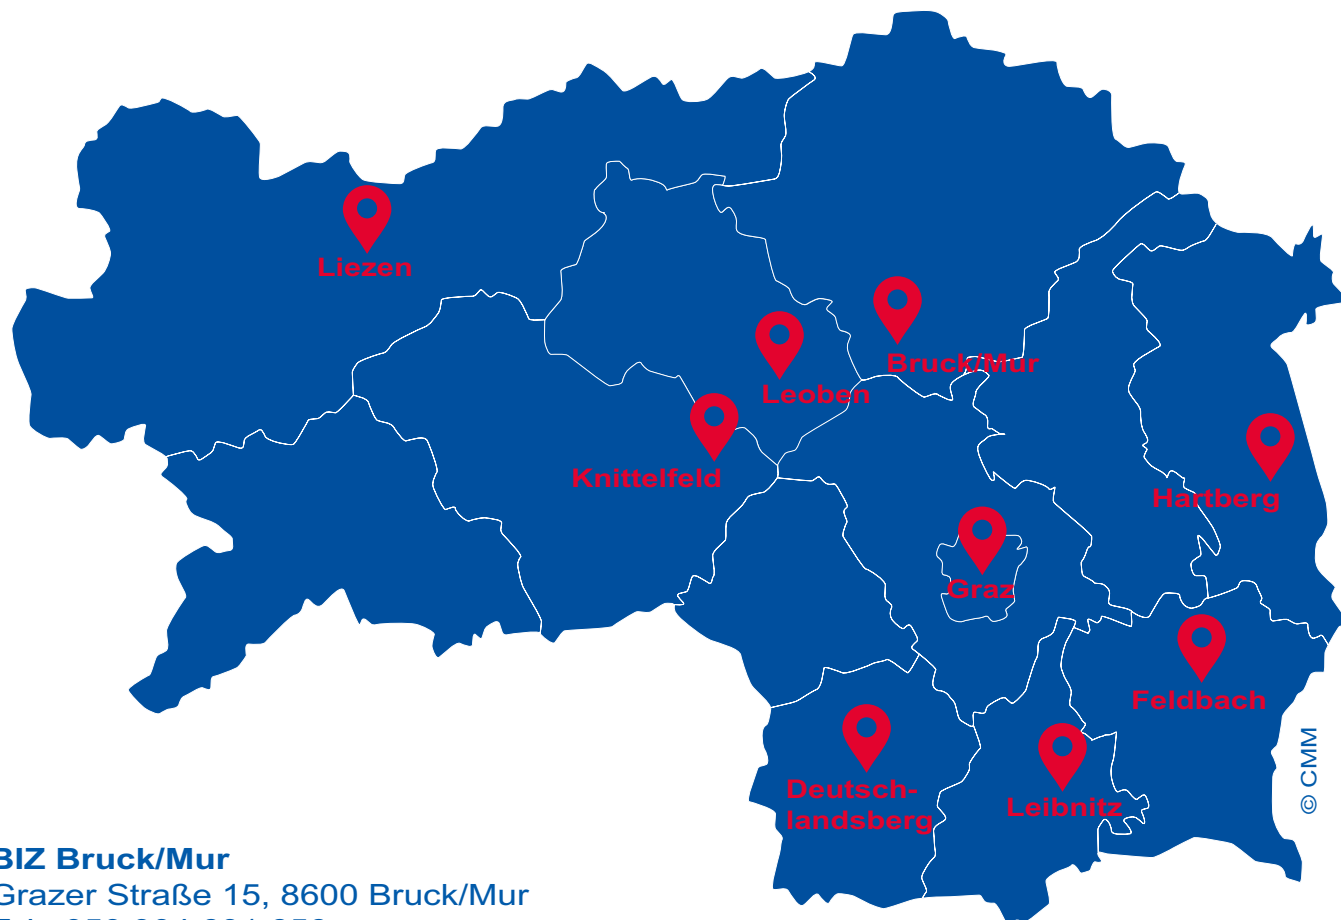 Liezen
Bruck/Mur
Leoben
Knittelfeld
Hartberg
Graz
Feldbach
Deutsch-
landsberg
Leibnitz
© CMM
BIZ Bruck/Mur
Grazer Straße 15, 8600 Bruck/Mur